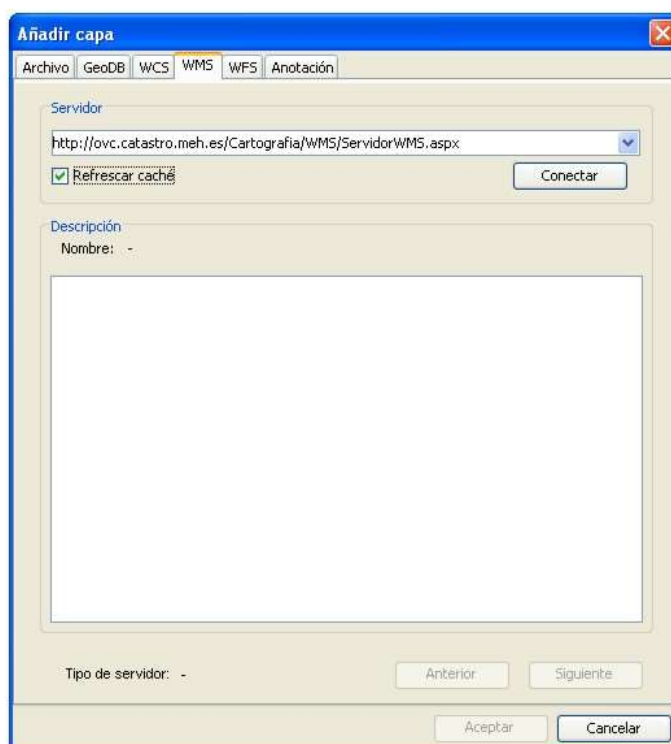 Añadir capa
Archivo GeoDB WCS WMS WFS Anotación
Servidor
http://ovc.catastro.meh.es/Cartografia/WMS/ServidorWMS.aspx
Refrescar caché Conectar
Descripción
Nombre: -
Tipo de servidor: - Anterior Siguiente
Aceptar Cancelar